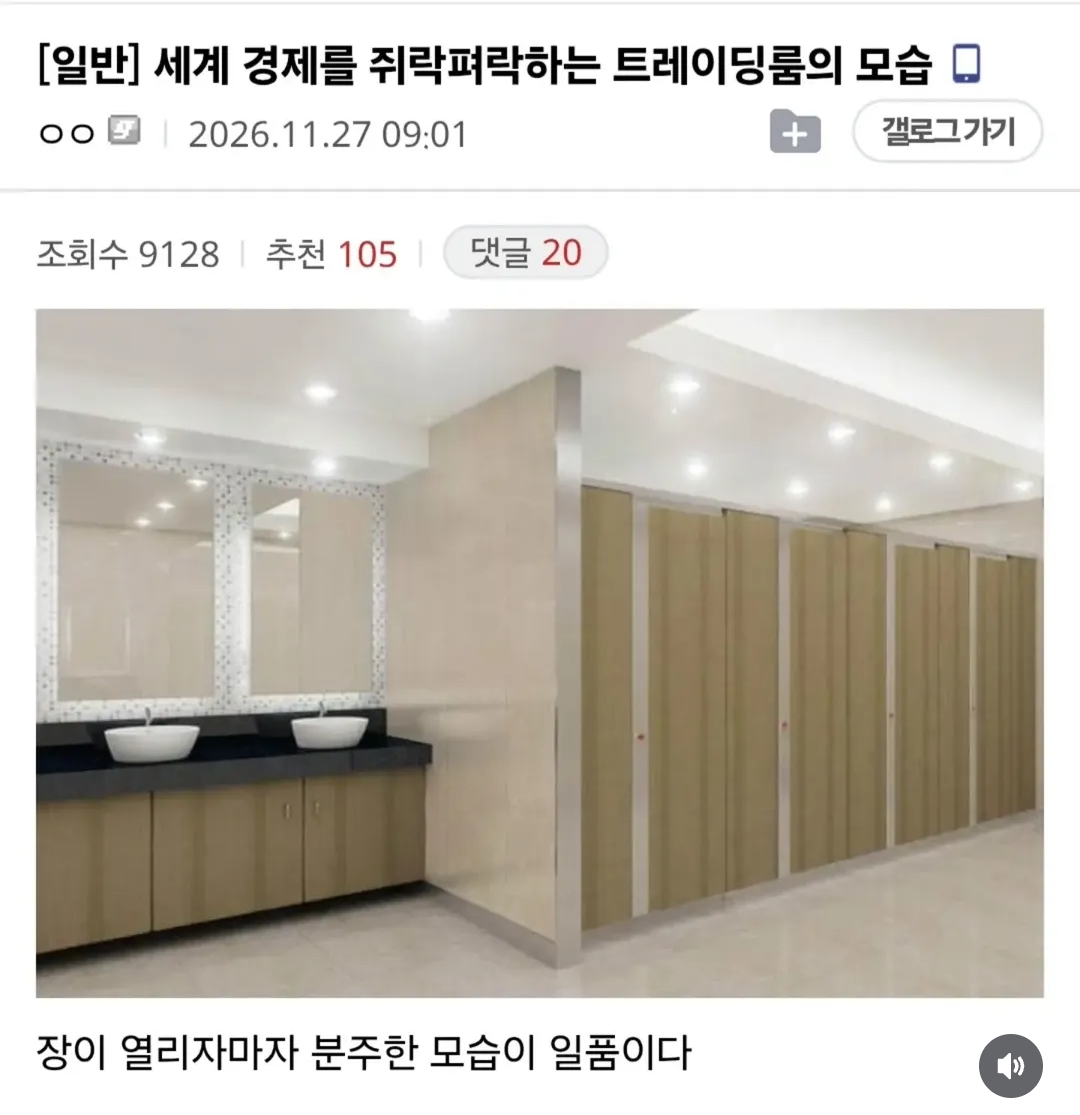 [일반] 세계 경제를 쥐락펴락하는 트레이딩룸의 모습
ㅇㅇ 2026.11.27 09:01 갤로그 가기
조회수 9128 추천 105 댓글 20
장이 열리자마자 분주한 모습이 일품이다